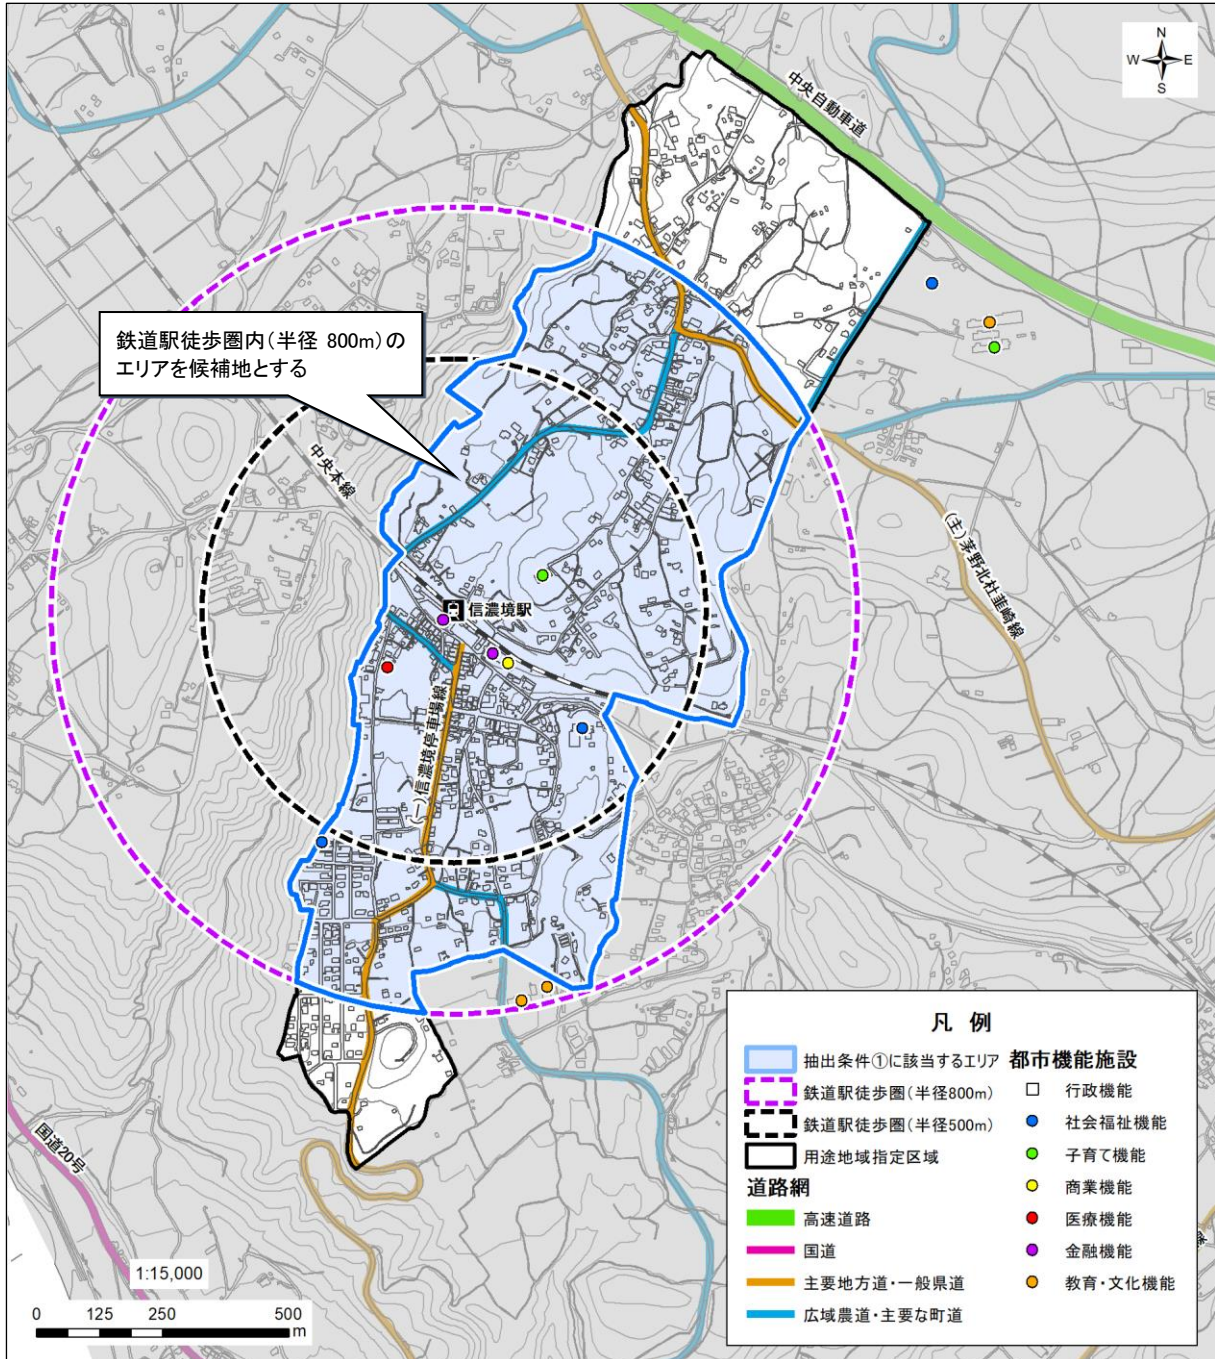 N
W E
S
中央自動車道
鉄道駅徒歩圏内(半径 800m)の
エリアを候補地とする
中央本線
(主)茅野北杜韮崎線
信濃境駅
(一)信濃境停車場線
国道20号
凡 例
抽出条件①に該当するエリア
鉄道駅徒歩圏(半径800m)
鉄道駅徒歩圏(半径500m)
用途地域指定区域
道路網
高速道路
国道
主要地方道・一般県道
広域農道・主要な町道
都市機能施設
行政機能
社会福祉機能
子育て機能
商業機能
医療機能
金融機能
教育・文化機能
1:15,000
0 125 250 500
m